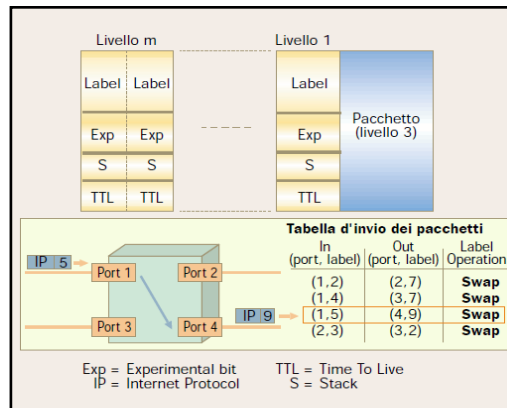 Livello m Livello 1
Label Label Label
Pacchetto
(livello 3)
Exp Exp Exp
S S S
TTL TTL TTL
Tabella d'invio dei pacchetti
In Out Label
(port, label) (port, label) Operation
(1,2) (2,7) Swap
(1,4) (3,7) Swap
(1,5) (4,9) Swap
(2,3) (3,2) Swap
IP 5
Port 1 Port 2
IP 9
Port 3 Port 4
Exp = Experimental bit TTL = Time To Live
IP = Internet Protocol S = Stack